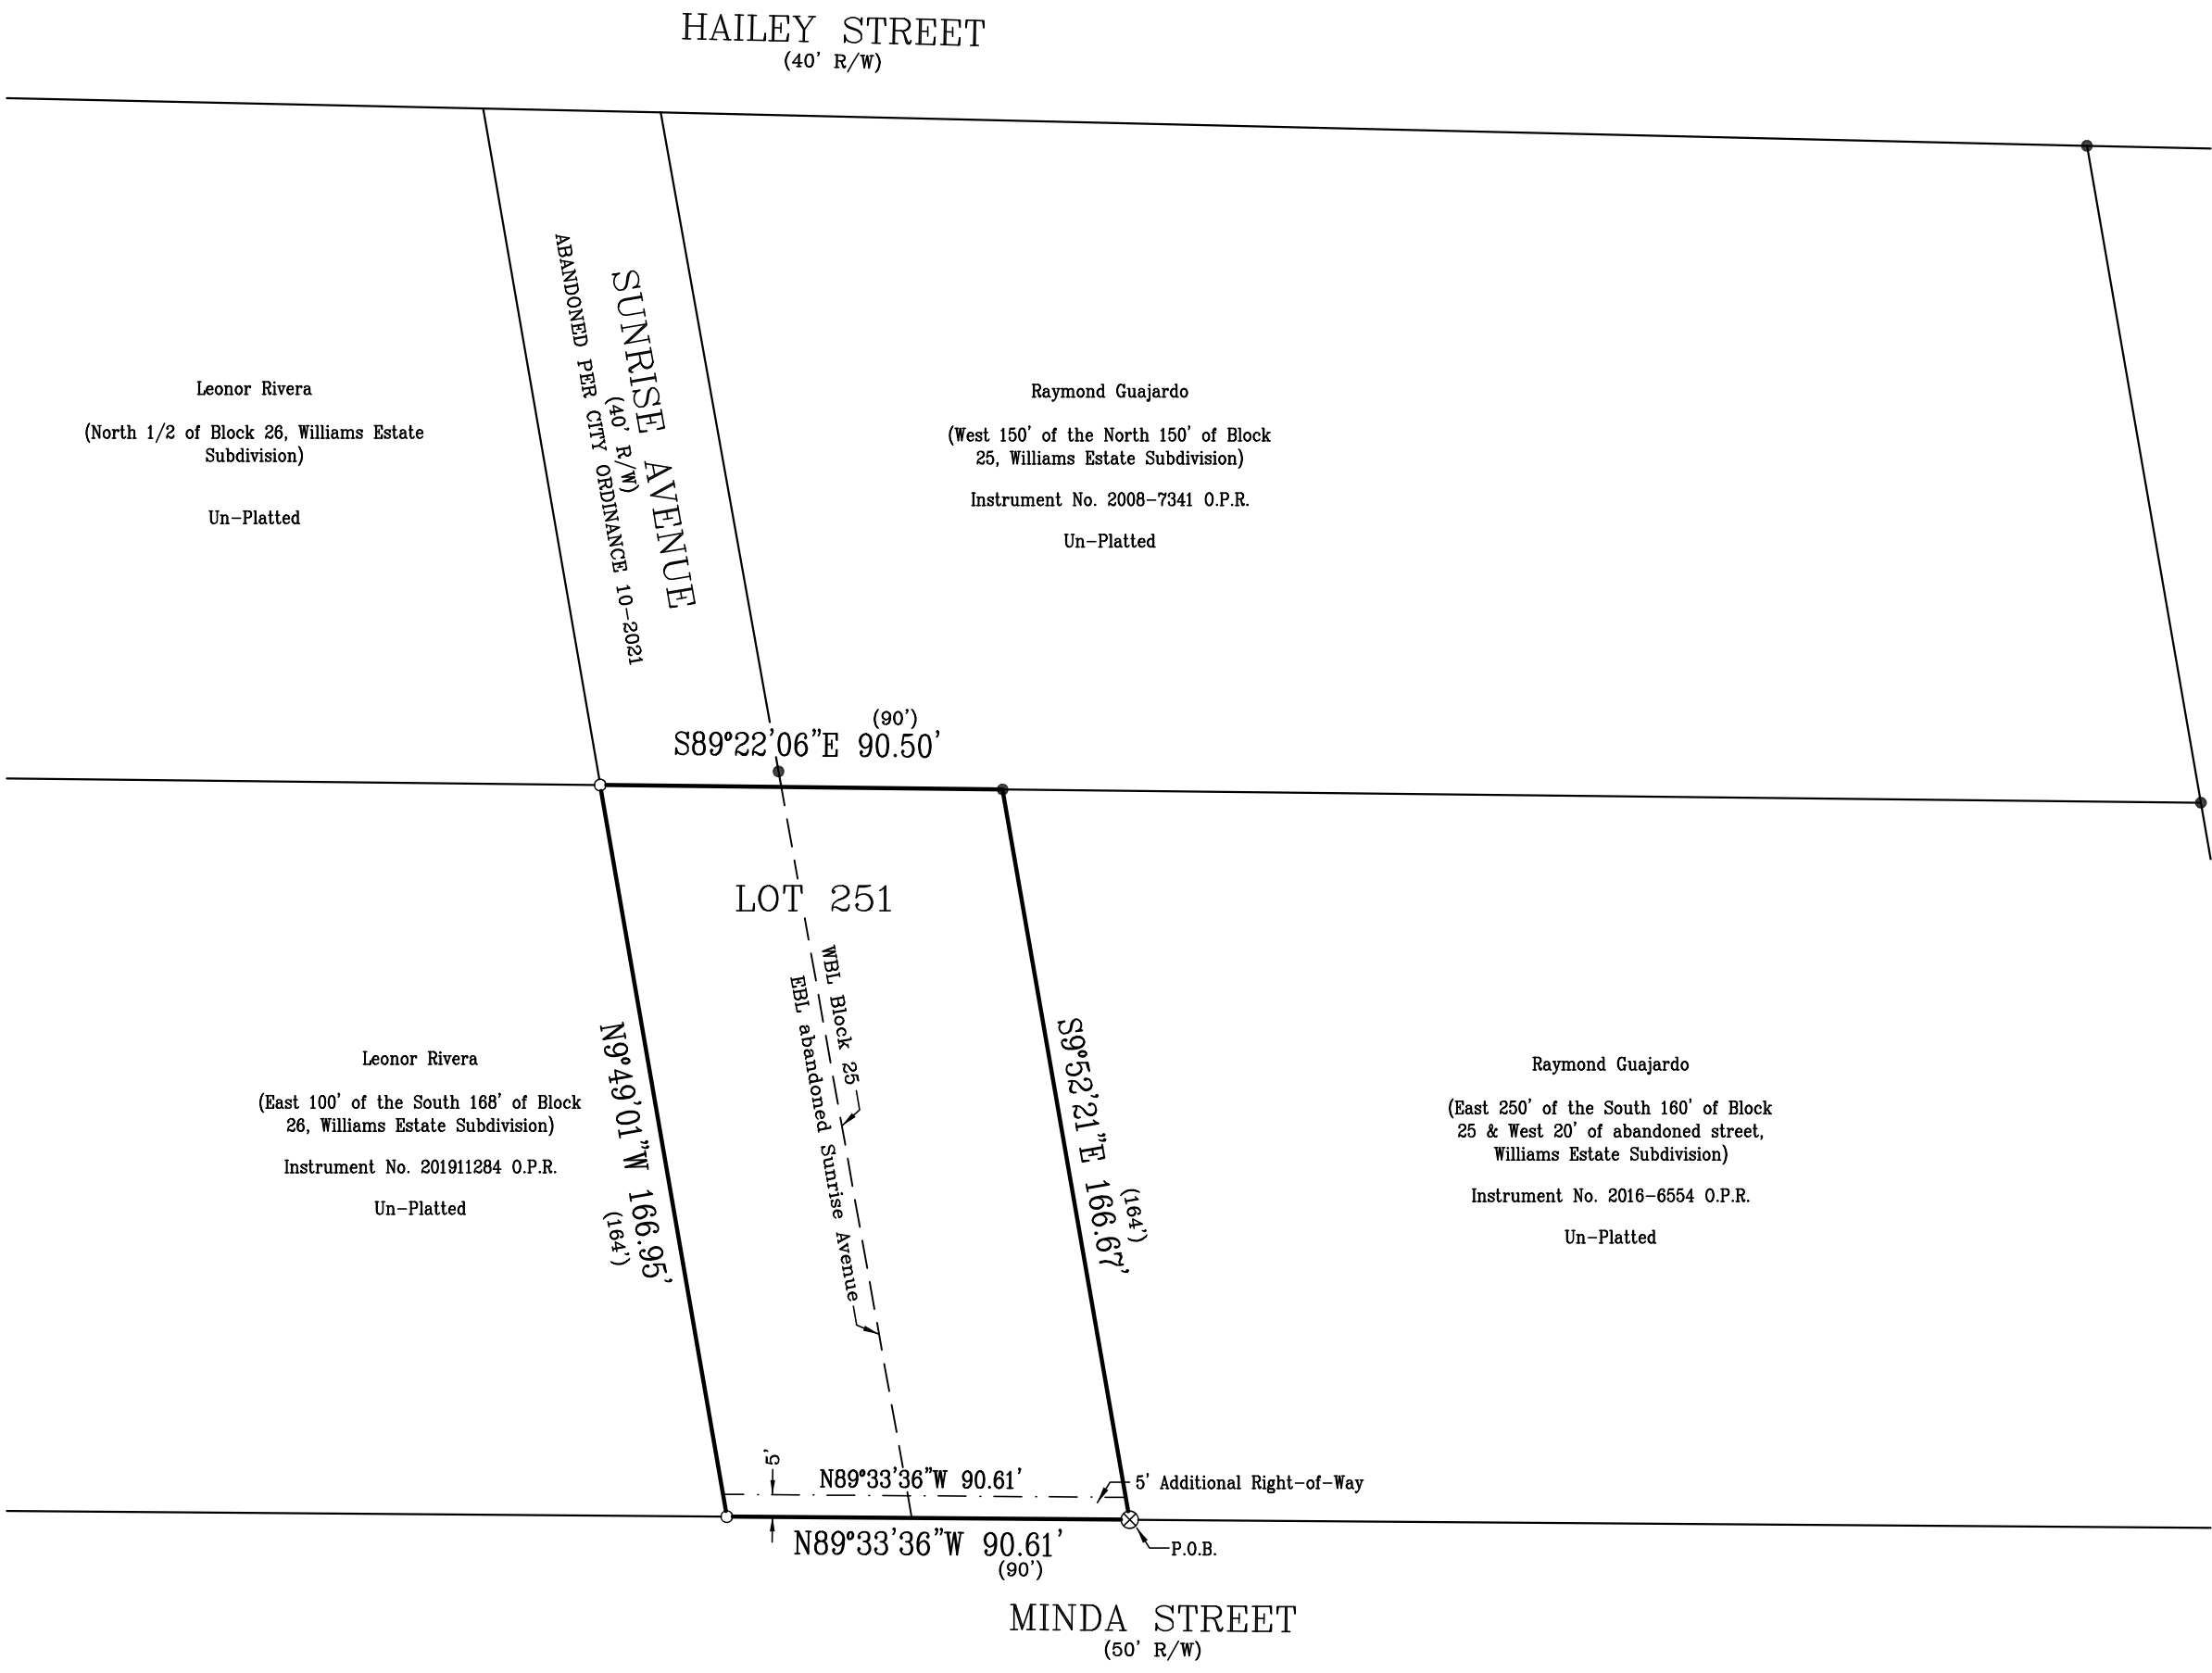 HAILEY STREET
(40' R/W)
SUNRISE AVENUE
(40' R/W)
ABANDONED PER CITY ORDINANCE 10-2021
Leonor Rivera
(North 1/2 of Block 26, Williams Estate
Subdivision)
Un-Platted
Raymond Guajardo
(West 150' of the North 150' of Block
25, Williams Estate Subdivision)
Instrument No. 2008-7341 O.P.R.
Un-Platted
(90')
S89°22'06"E 90.50'
LOT 251
WBL Block 25
EBL abandoned Sunrise Avenue
N9°49'01"W 166.95'
(164')
S9°52'21"E 166.67'
(164')
Leonor Rivera
(East 100' of the South 168' of Block
26, Williams Estate Subdivision)
Instrument No. 201911284 O.P.R.
Un-Platted
Raymond Guajardo
(East 250' of the South 160' of Block
25 & West 20' of abandoned street,
Williams Estate Subdivision)
Instrument No. 2016-6554 O.P.R.
Un-Platted
5'
N89°33'36"W 90.61'
5' Additional Right-of-Way
N89°33'36"W 90.61'
(90')
P.O.B.
MINDA STREET
(50' R/W)